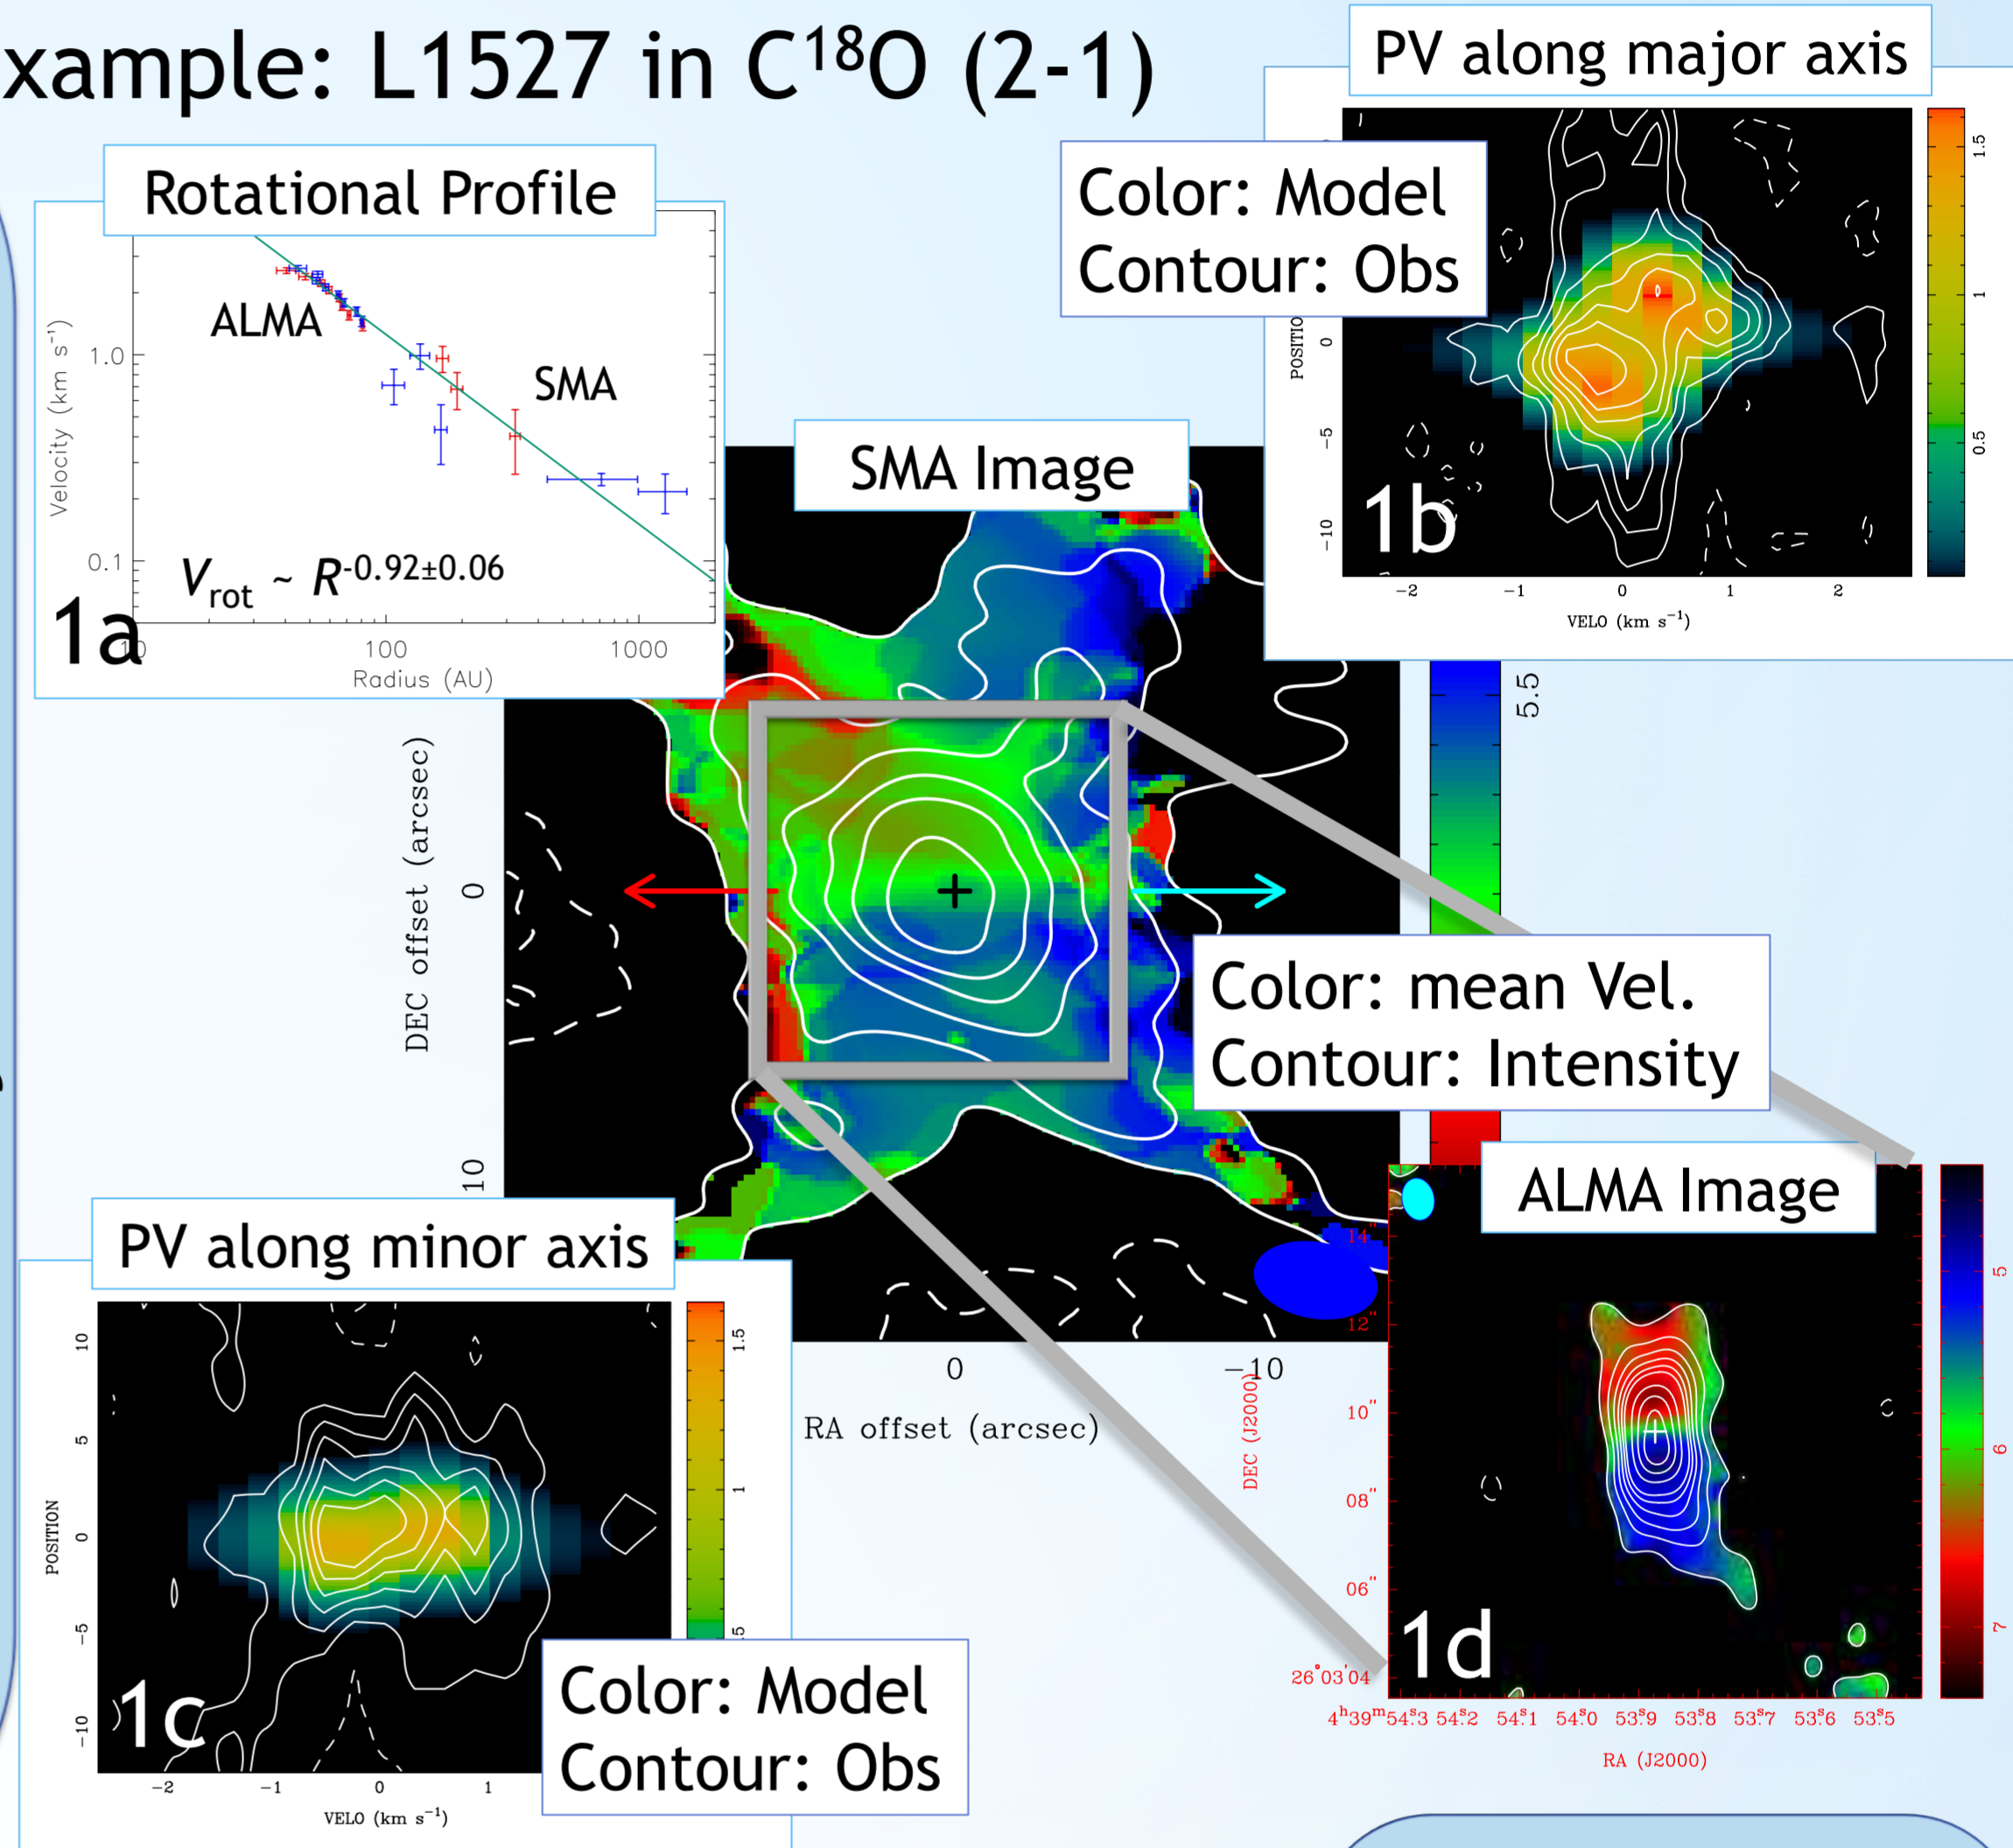 xample: L1527 in C¹⁸O (2-1)
PV along major axis
Rotational Profile
Color: Model
Contour: Obs
ALMA
SMA
Velocity (km s⁻¹)
1.0
0.1
V_rot ~ R^-0.92±0.06
1a
100
1000
Radius (AU)
0
−5
−10
1b
−2
−1
0
1
2
VELO (km s⁻¹)
1.5
1
0.5
SMA Image
5.5
DEC offset (arcsec)
0
10
Color: mean Vel.
Contour: Intensity
0
−10
RA offset (arcsec)
PV along minor axis
POSITION
10
5
0
−5
−10
1c
−2
−1
0
1
VELO (km s⁻¹)
1.5
1
Color: Model
Contour: Obs
ALMA Image
DEC (J2000)
14"
12"
10"
08"
06"
26°03'04
1d
4ʰ39ᵐ54ˢ.3
54ˢ.2
54ˢ.1
54ˢ.0
53ˢ.9
53ˢ.8
53ˢ.7
53ˢ.6
53ˢ.5
RA (J2000)
5
6
7